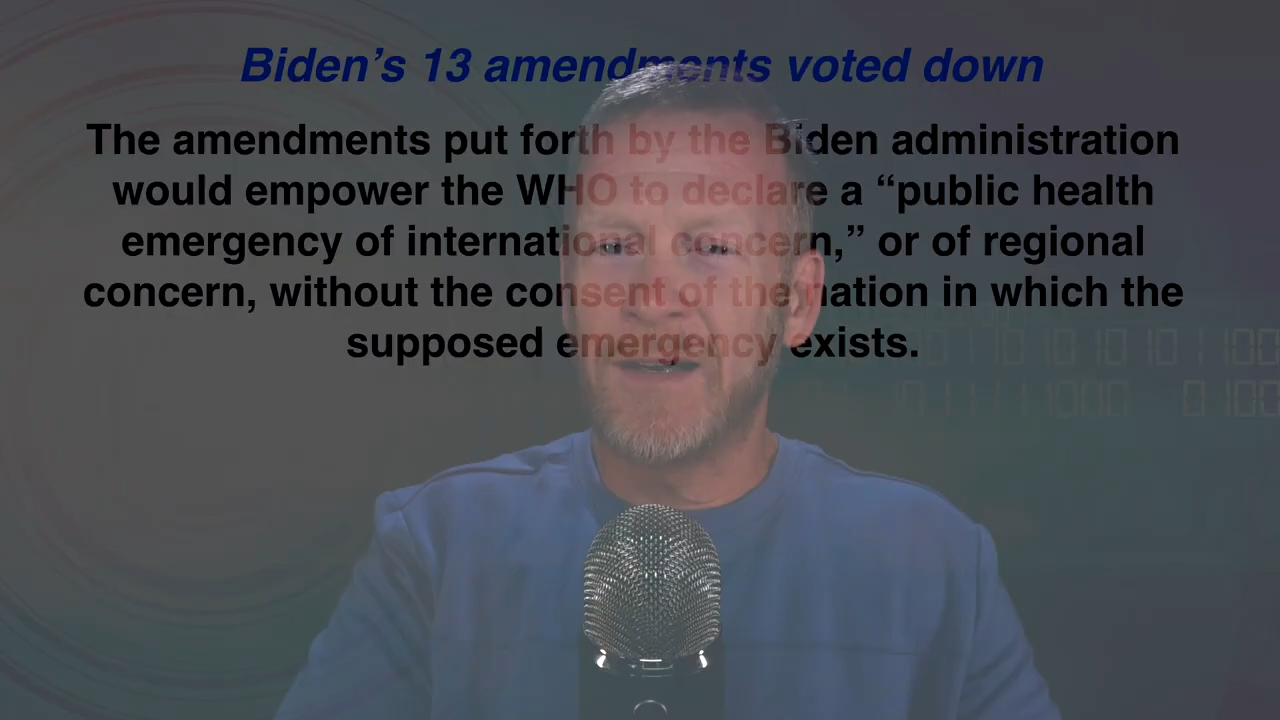 Biden’s 13 amendments voted down
The amendments put forth by the Biden administration
would empower the WHO to declare a “public health
emergency of international concern,” or of regional
concern, without the consent of the nation in which the
supposed emergency exists.